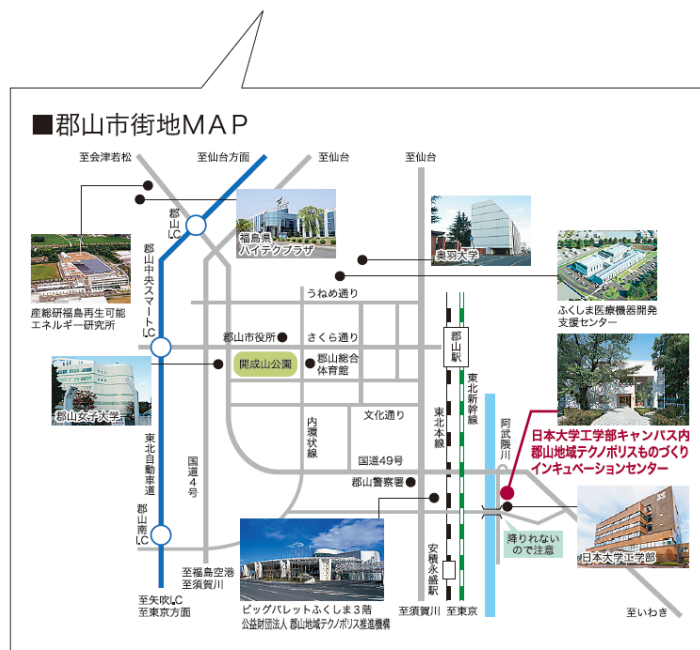 ■郡山市街地MAP
至会津若松
至仙台方面
至仙台
至仙台
郡山I.C
福島県
ハイテクプラザ
奥羽大学
郡山中央スマートI.C
産総研福島再生可能
エネルギー研究所
うねめ通り
ふくしま医療機器開発
支援センター
郡山市役所
さくら通り
郡山駅
開成山公園
郡山総合
体育館
郡山女子大学
東北新幹線
文化通り
東北本線
内環状線
阿武隈川
日本大学工学部キャンパス内
郡山地域テクノポリスものづくり
インキュベーションセンター
東北自動車道
国道4号
国道49号
郡山警察署
郡山南I.C
降りれない
ので注意
日本大学工学部
安積永盛駅
至福島空港
至須賀川
至矢吹I.C
至東京方面
ビッグパレットふくしま3階
公益財団法人 郡山地域テクノポリス推進機構
至須賀川
至東京
至いわき